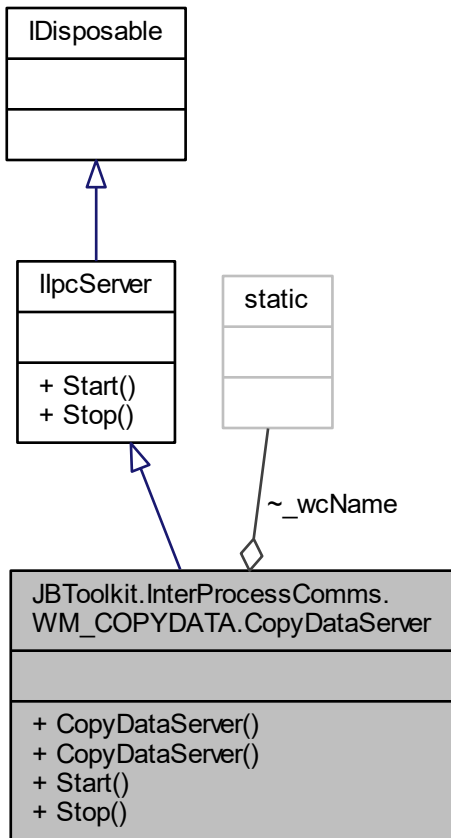 IDisposable
IIpcServer
+ Start()
+ Stop()
static
~_wcName
JBToolkit.InterProcessComms.
WM_COPYDATA.CopyDataServer
+ CopyDataServer()
+ CopyDataServer()
+ Start()
+ Stop()